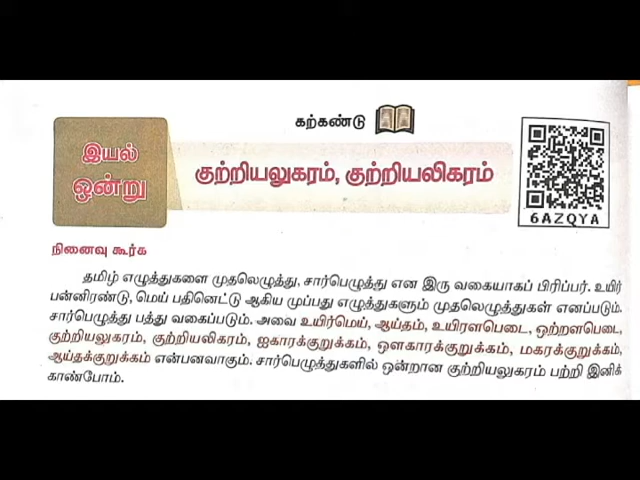 கற்கண்டு
இயல்
ஒன்று
குற்றியலுகரம், குற்றியலிகரம்
6AZQYA
நினைவு கூர்க
தமிழ் எழுத்துகளை முதலெழுத்து, சார்பெழுத்து என இரு வகையாகப் பிரிப்பர். உயிர்
பன்னிரண்டு, மெய் பதினெட்டு ஆகிய முப்பது எழுத்துகளும் முதலெழுத்துகள் எனப்படும்.
சார்பெழுத்து பத்து வகைப்படும். அவை உயிர்மெய், ஆய்தம், உயிரளபெடை, ஒற்றளபெடை,
குற்றியலுகரம், குற்றியலிகரம், ஐகாரக்குறுக்கம், ஔகாரக்குறுக்கம், மகரக்குறுக்கம்,
ஆய்தக்குறுக்கம் என்பனவாகும். சார்பெழுத்துகளில் ஒன்றான குற்றியலுகரம் பற்றி இனிக்
காண்போம்.